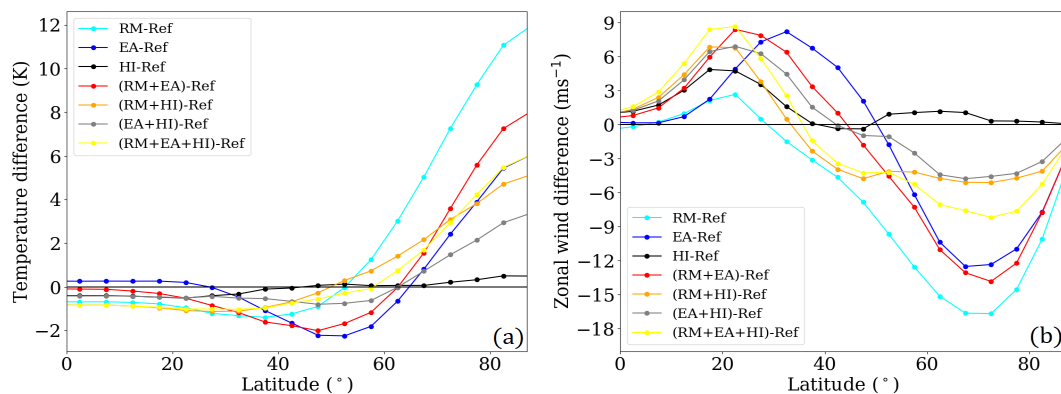 12
10
8
6
4
2
0
−2
Temperature difference (K)
RM-Ref
EA-Ref
HI-Ref
(RM+EA)-Ref
(RM+HI)-Ref
(EA+HI)-Ref
(RM+EA+HI)-Ref
(a)
0 20 40 60 80
Latitude (°)
9
6
3
0
−3
−6
−9
−12
−15
−18
Zonal wind difference (ms⁻¹)
RM-Ref
EA-Ref
HI-Ref
(RM+EA)-Ref
(RM+HI)-Ref
(EA+HI)-Ref
(RM+EA+HI)-Ref
(b)
0 20 40 60 80
Latitude (°)